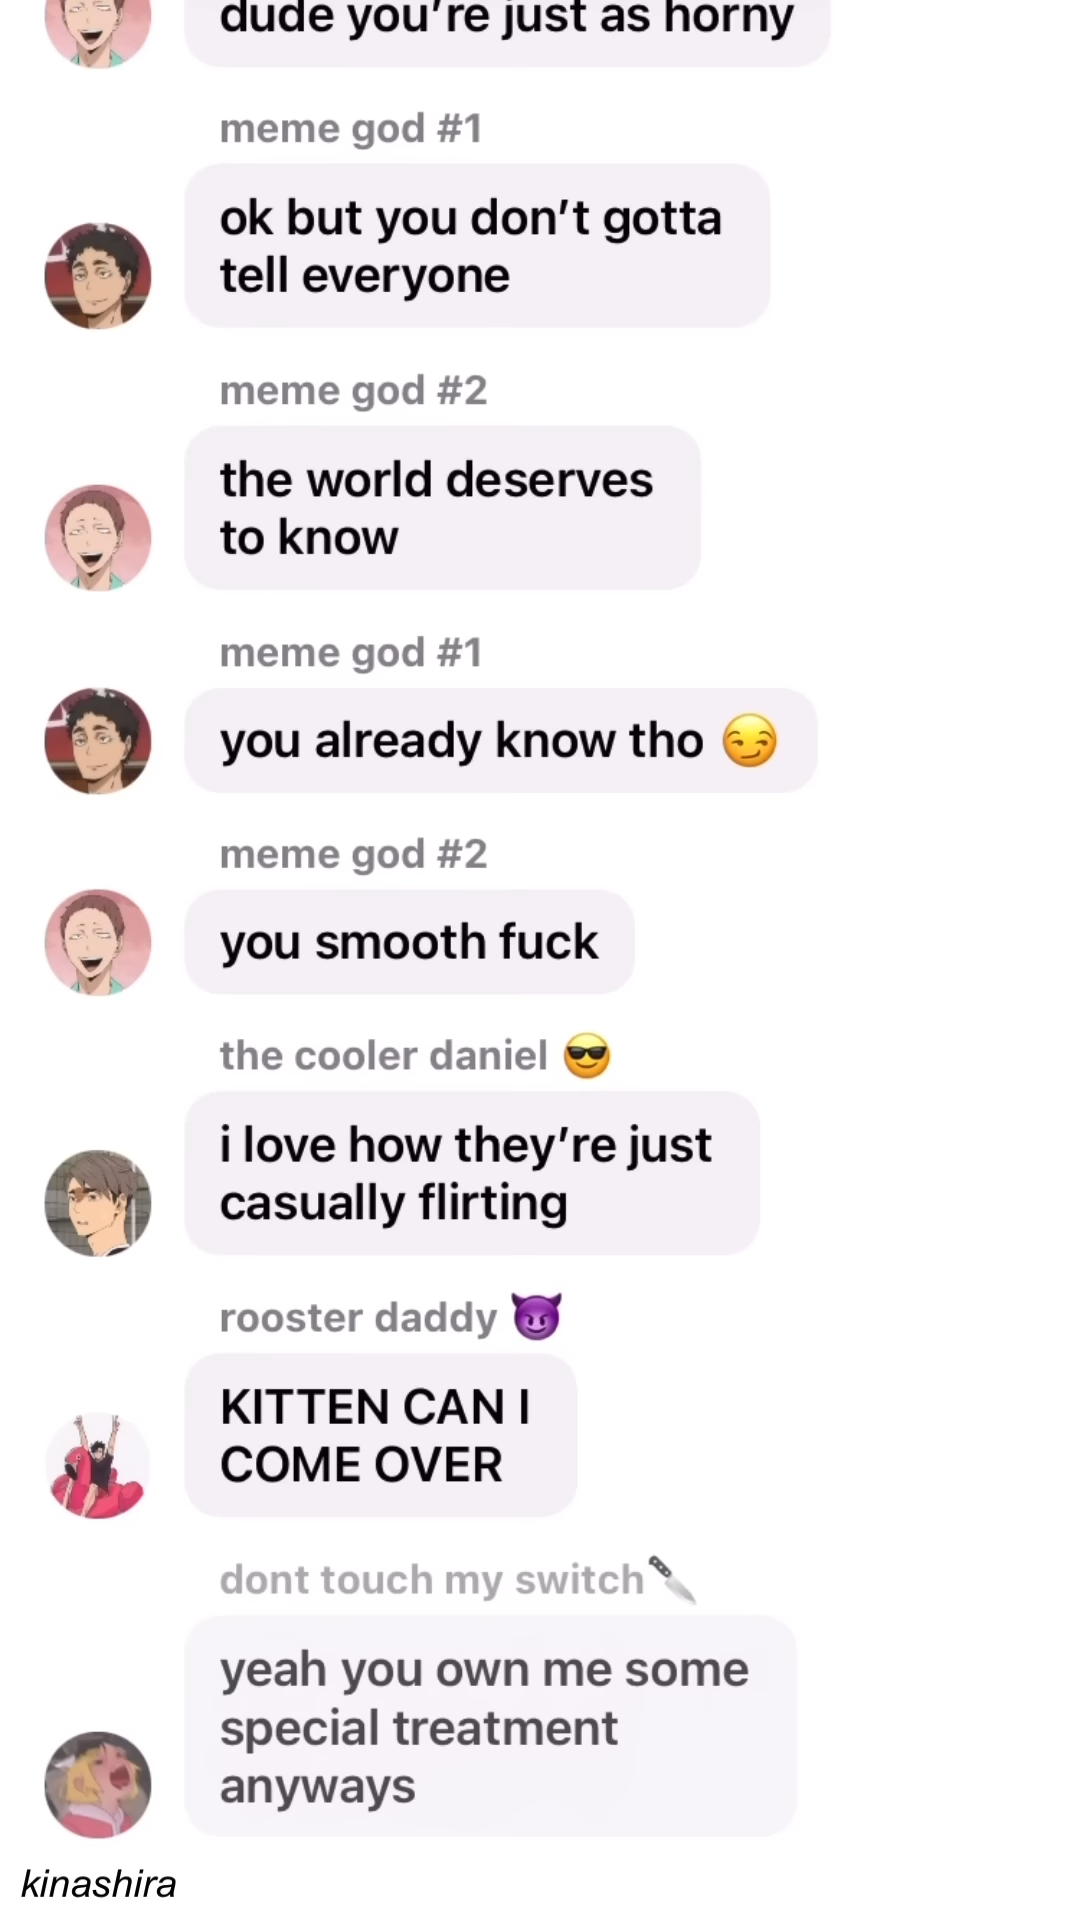 dude you're just as horny
meme god #1
ok but you don't gotta
tell everyone
meme god #2
the world deserves
to know
meme god #1
you already know tho 😏
meme god #2
you smooth fuck
the cooler daniel 😎
i love how they're just
casually flirting
rooster daddy 😈
KITTEN CAN I
COME OVER
dont touch my switch🔪
yeah you own me some
special treatment
anyways
kinashira